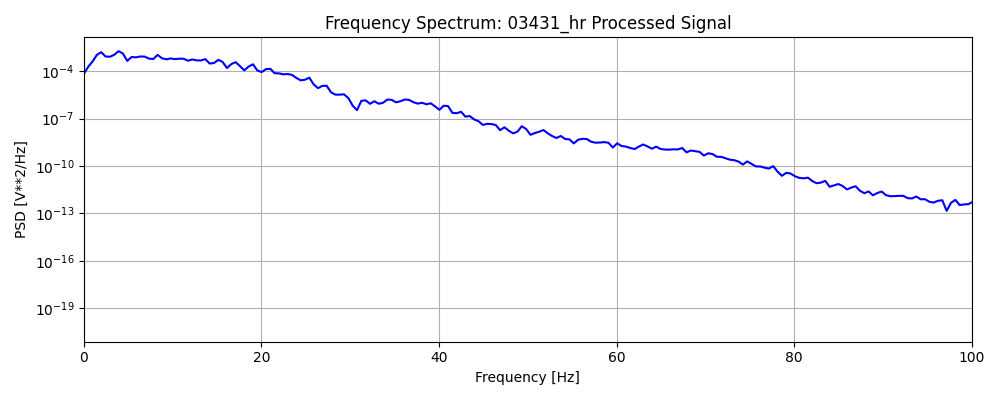 Frequency Spectrum: 03431_hr Processed Signal
PSD [V**2/Hz]
10⁻⁴
10⁻⁷
10⁻¹⁰
10⁻¹³
10⁻¹⁶
10⁻¹⁹
0 20 40 60 80 100
Frequency [Hz]